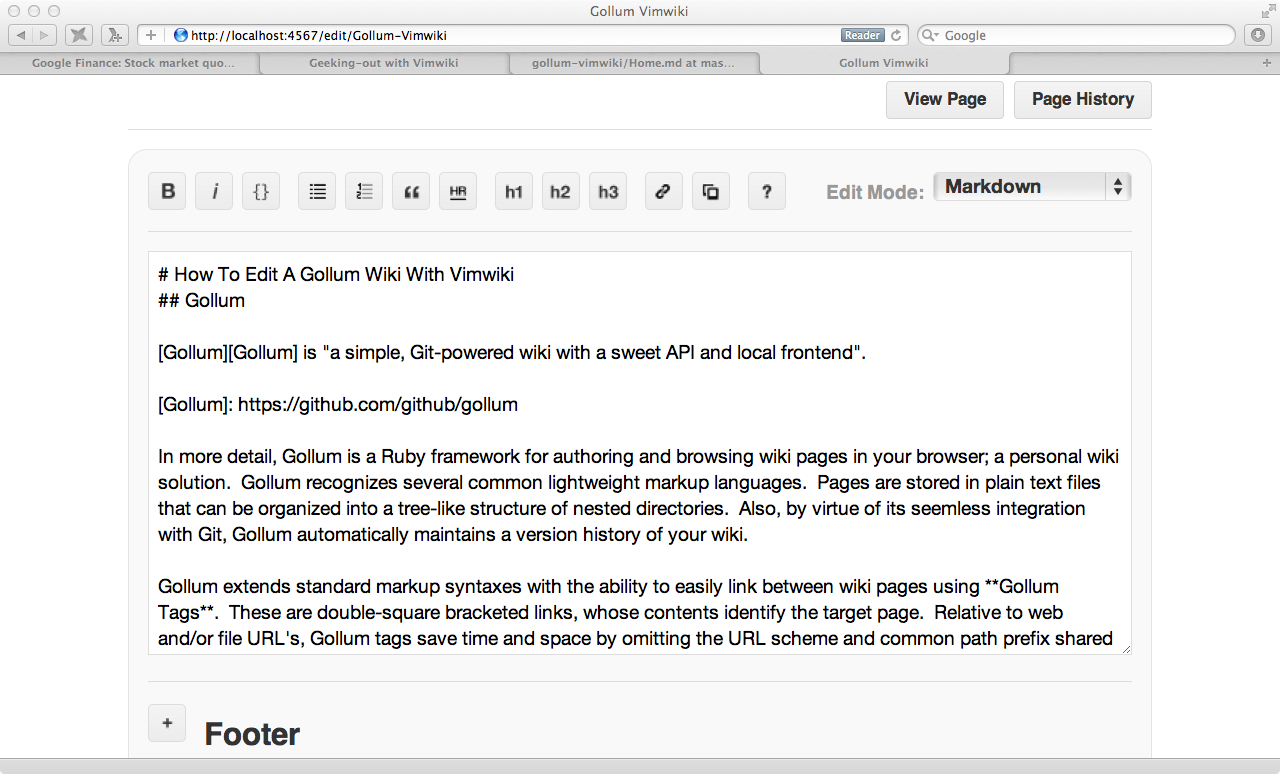 Gollum Vimwiki
http://localhost:4567/edit/Gollum-Vimwiki
Reader
Google
Google Finance: Stock market quo...
Geeking-out with Vimwiki
gollum-vimwiki/Home.md at mas...
Gollum Vimwiki
View Page
Page History
B
i
{}
HR
h1
h2
h3
?
Edit Mode:
Markdown
# How To Edit A Gollum Wiki With Vimwiki
## Gollum
[Gollum][Gollum] is "a simple, Git-powered wiki with a sweet API and local frontend".
[Gollum]: https://github.com/github/gollum
In more detail, Gollum is a Ruby framework for authoring and browsing wiki pages in your browser; a personal wiki
solution.  Gollum recognizes several common lightweight markup languages.  Pages are stored in plain text files
that can be organized into a tree-like structure of nested directories.  Also, by virtue of its seemless integration
with Git, Gollum automatically maintains a version history of your wiki.
Gollum extends standard markup syntaxes with the ability to easily link between wiki pages using **Gollum
Tags**.  These are double-square bracketed links, whose contents identify the target page.  Relative to web
and/or file URL's, Gollum tags save time and space by omitting the URL scheme and common path prefix shared
+
Footer